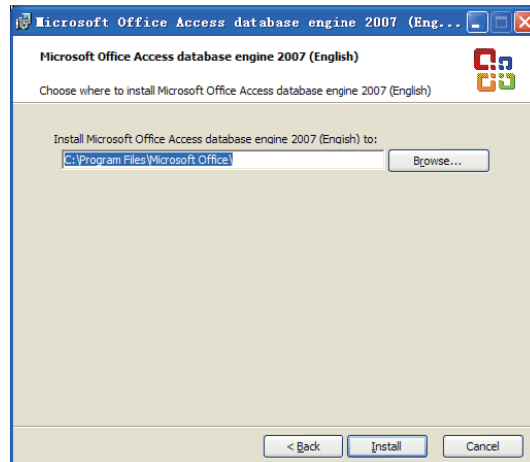 Microsoft Office Access database engine 2007 (Eng...
Microsoft Office Access database engine 2007 (English)
Choose where to install Microsoft Office Access database engine 2007 (English)
Install Microsoft Office Access database engine 2007 (English) to:
C:\Program Files\Microsoft Office\
Browse...
< Back
Install
Cancel